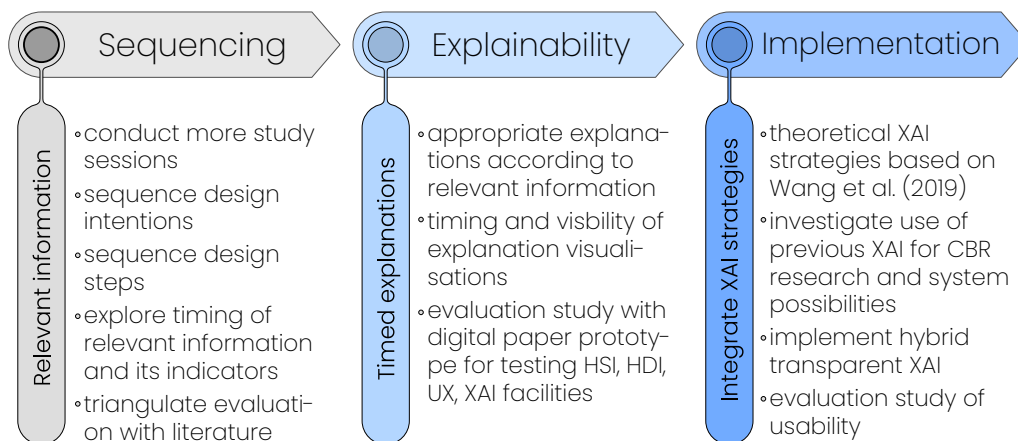 Sequencing
Relevant information
◦conduct more study
sessions
◦sequence design
intentions
◦sequence design
steps
◦explore timing of
relevant information
and its indicators
◦triangulate evaluati-
on with literature
Explainability
Timed explanations
◦appropriate explana-
tions according to
relevant information
◦timing and visbility of
explanation visuali-
sations
◦evaluation study with
digital paper prototy-
pe for testing HSI, HDI,
UX, XAI facilities
Implementation
Integrate XAI strategies
◦theoretical XAI
strategies based on
Wang et al. (2019)
◦investigate use of
previous XAI for CBR
research and system
possibilities
◦implement hybrid
transparent XAI
◦evaluation study of
usability